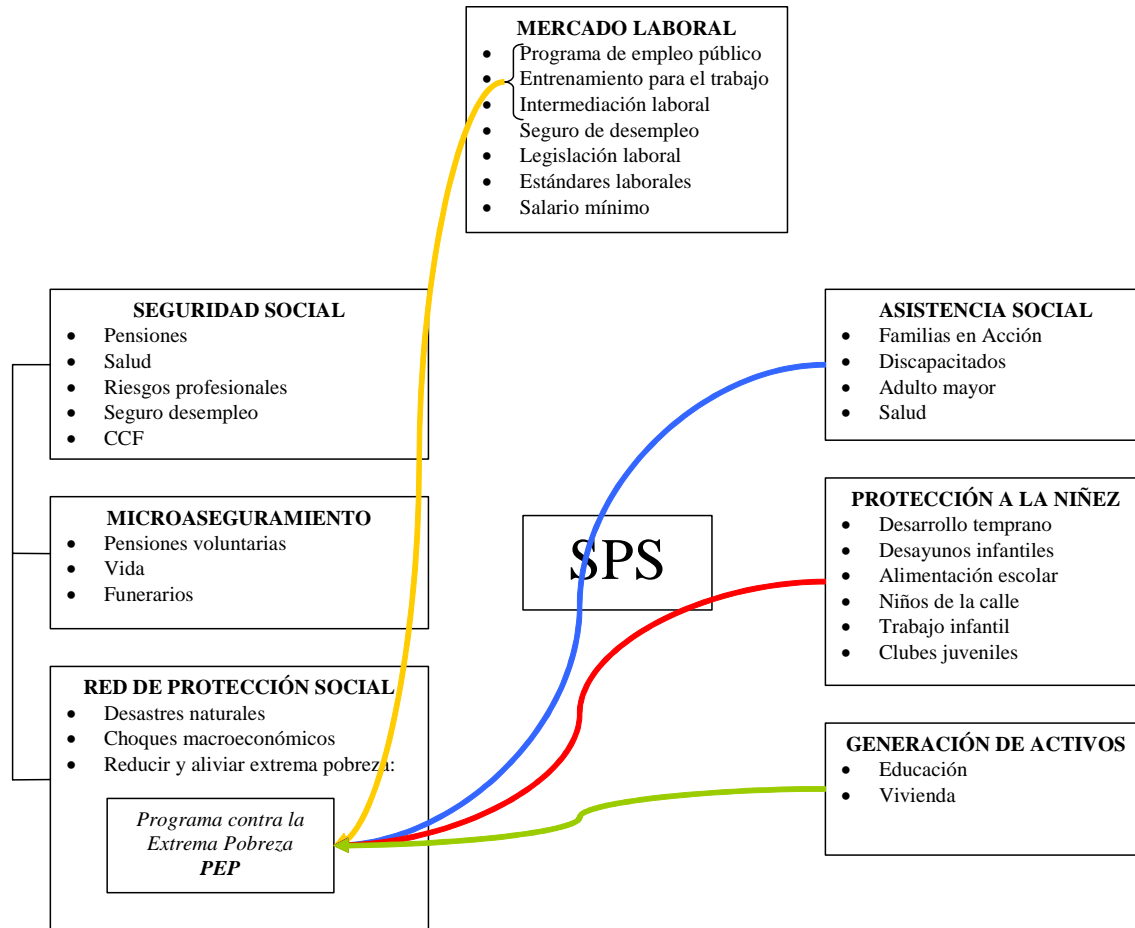 MERCADO LABORAL
• Programa de empleo público
• Entrenamiento para el trabajo
• Intermediación laboral
• Seguro de desempleo
• Legislación laboral
• Estándares laborales
• Salario mínimo
SEGURIDAD SOCIAL
• Pensiones
• Salud
• Riesgos profesionales
• Seguro desempleo
• CCF
MICROASEGURAMIENTO
• Pensiones voluntarias
• Vida
• Funerarios
RED DE PROTECCIÓN SOCIAL
• Desastres naturales
• Choques macroeconómicos
• Reducir y aliviar extrema pobreza:
Programa contra la
Extrema Pobreza
PEP
SPS
ASISTENCIA SOCIAL
• Familias en Acción
• Discapacitados
• Adulto mayor
• Salud
PROTECCIÓN A LA NIÑEZ
• Desarrollo temprano
• Desayunos infantiles
• Alimentación escolar
• Niños de la calle
• Trabajo infantil
• Clubes juveniles
GENERACIÓN DE ACTIVOS
• Educación
• Vivienda